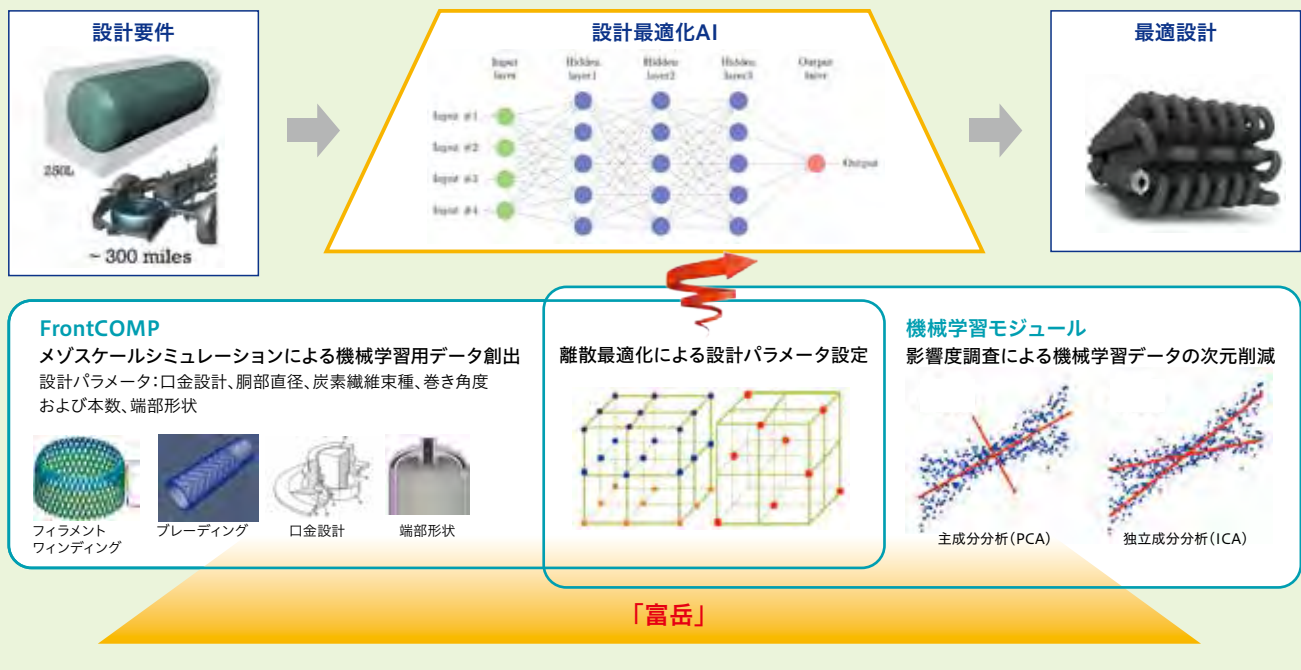 設計要件
250L
~ 300 miles
設計最適化AI
Input layer
Hidden layer1
Hidden layer2
Hidden layer3
Output layer
Input #1
Input #2
Input #3
Input #4
Output
最適設計
FrontCOMP
メゾスケールシミュレーションによる機械学習用データ創出
設計パラメータ：口金設計、胴部直径、炭素繊維束種、巻き角度
および本数、端部形状
フィラメント
ワインディング
ブレーディング
口金設計
端部形状
離散最適化による設計パラメータ設定
機械学習モジュール
影響度調査による機械学習データの次元削減
主成分分析（PCA）
独立成分分析（ICA）
「富岳」